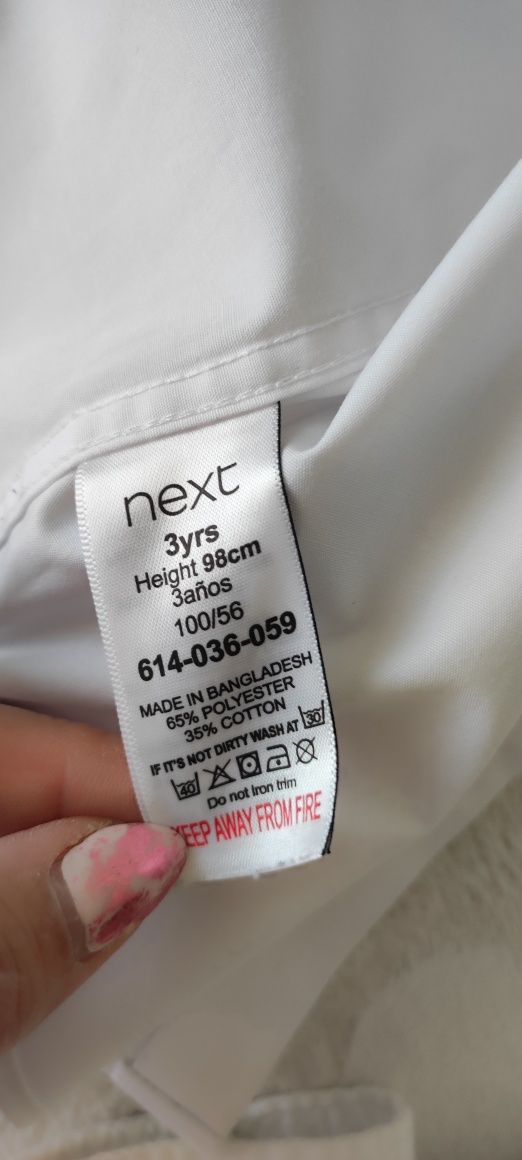 next
3yrs
Height 98cm
3años
100/56
614-036-059
MADE IN BANGLADESH
65% POLYESTER
35% COTTON
IF IT'S NOT DIRTY WASH AT 30
40
Do not Iron trim
KEEP AWAY FROM FIRE